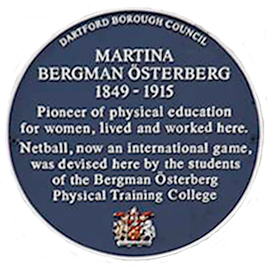 DARTFORD BOROUGH COUNCIL
MARTINA
BERGMAN ÖSTERBERG
1849 - 1915
Pioneer of physical education
for women, lived and worked here.
Netball, now an international game,
was devised here by the students
of the Bergman Österberg
Physical Training College